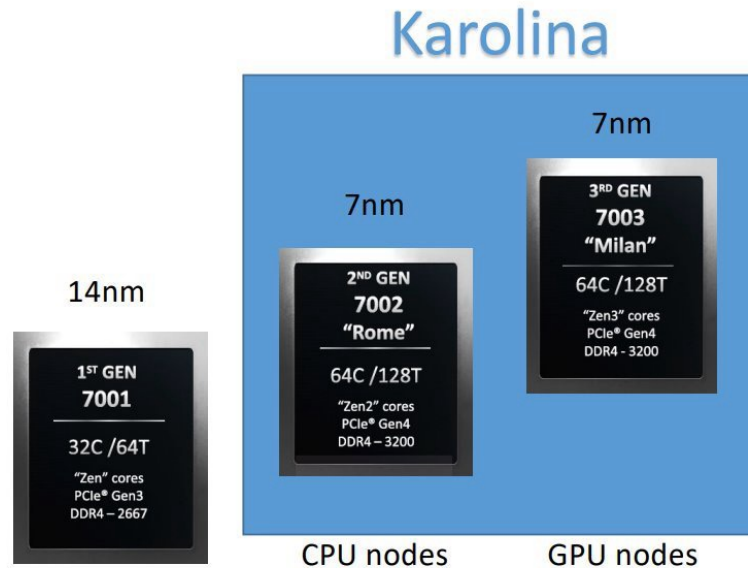 Karolina
14nm
1ST GEN
7001
32C /64T
"Zen" cores
PCIe® Gen3
DDR4 – 2667
7nm
2ND GEN
7002
"Rome"
64C /128T
"Zen2" cores
PCIe® Gen4
DDR4 – 3200
CPU nodes
7nm
3RD GEN
7003
"Milan"
64C /128T
"Zen3" cores
PCIe® Gen4
DDR4 - 3200
GPU nodes